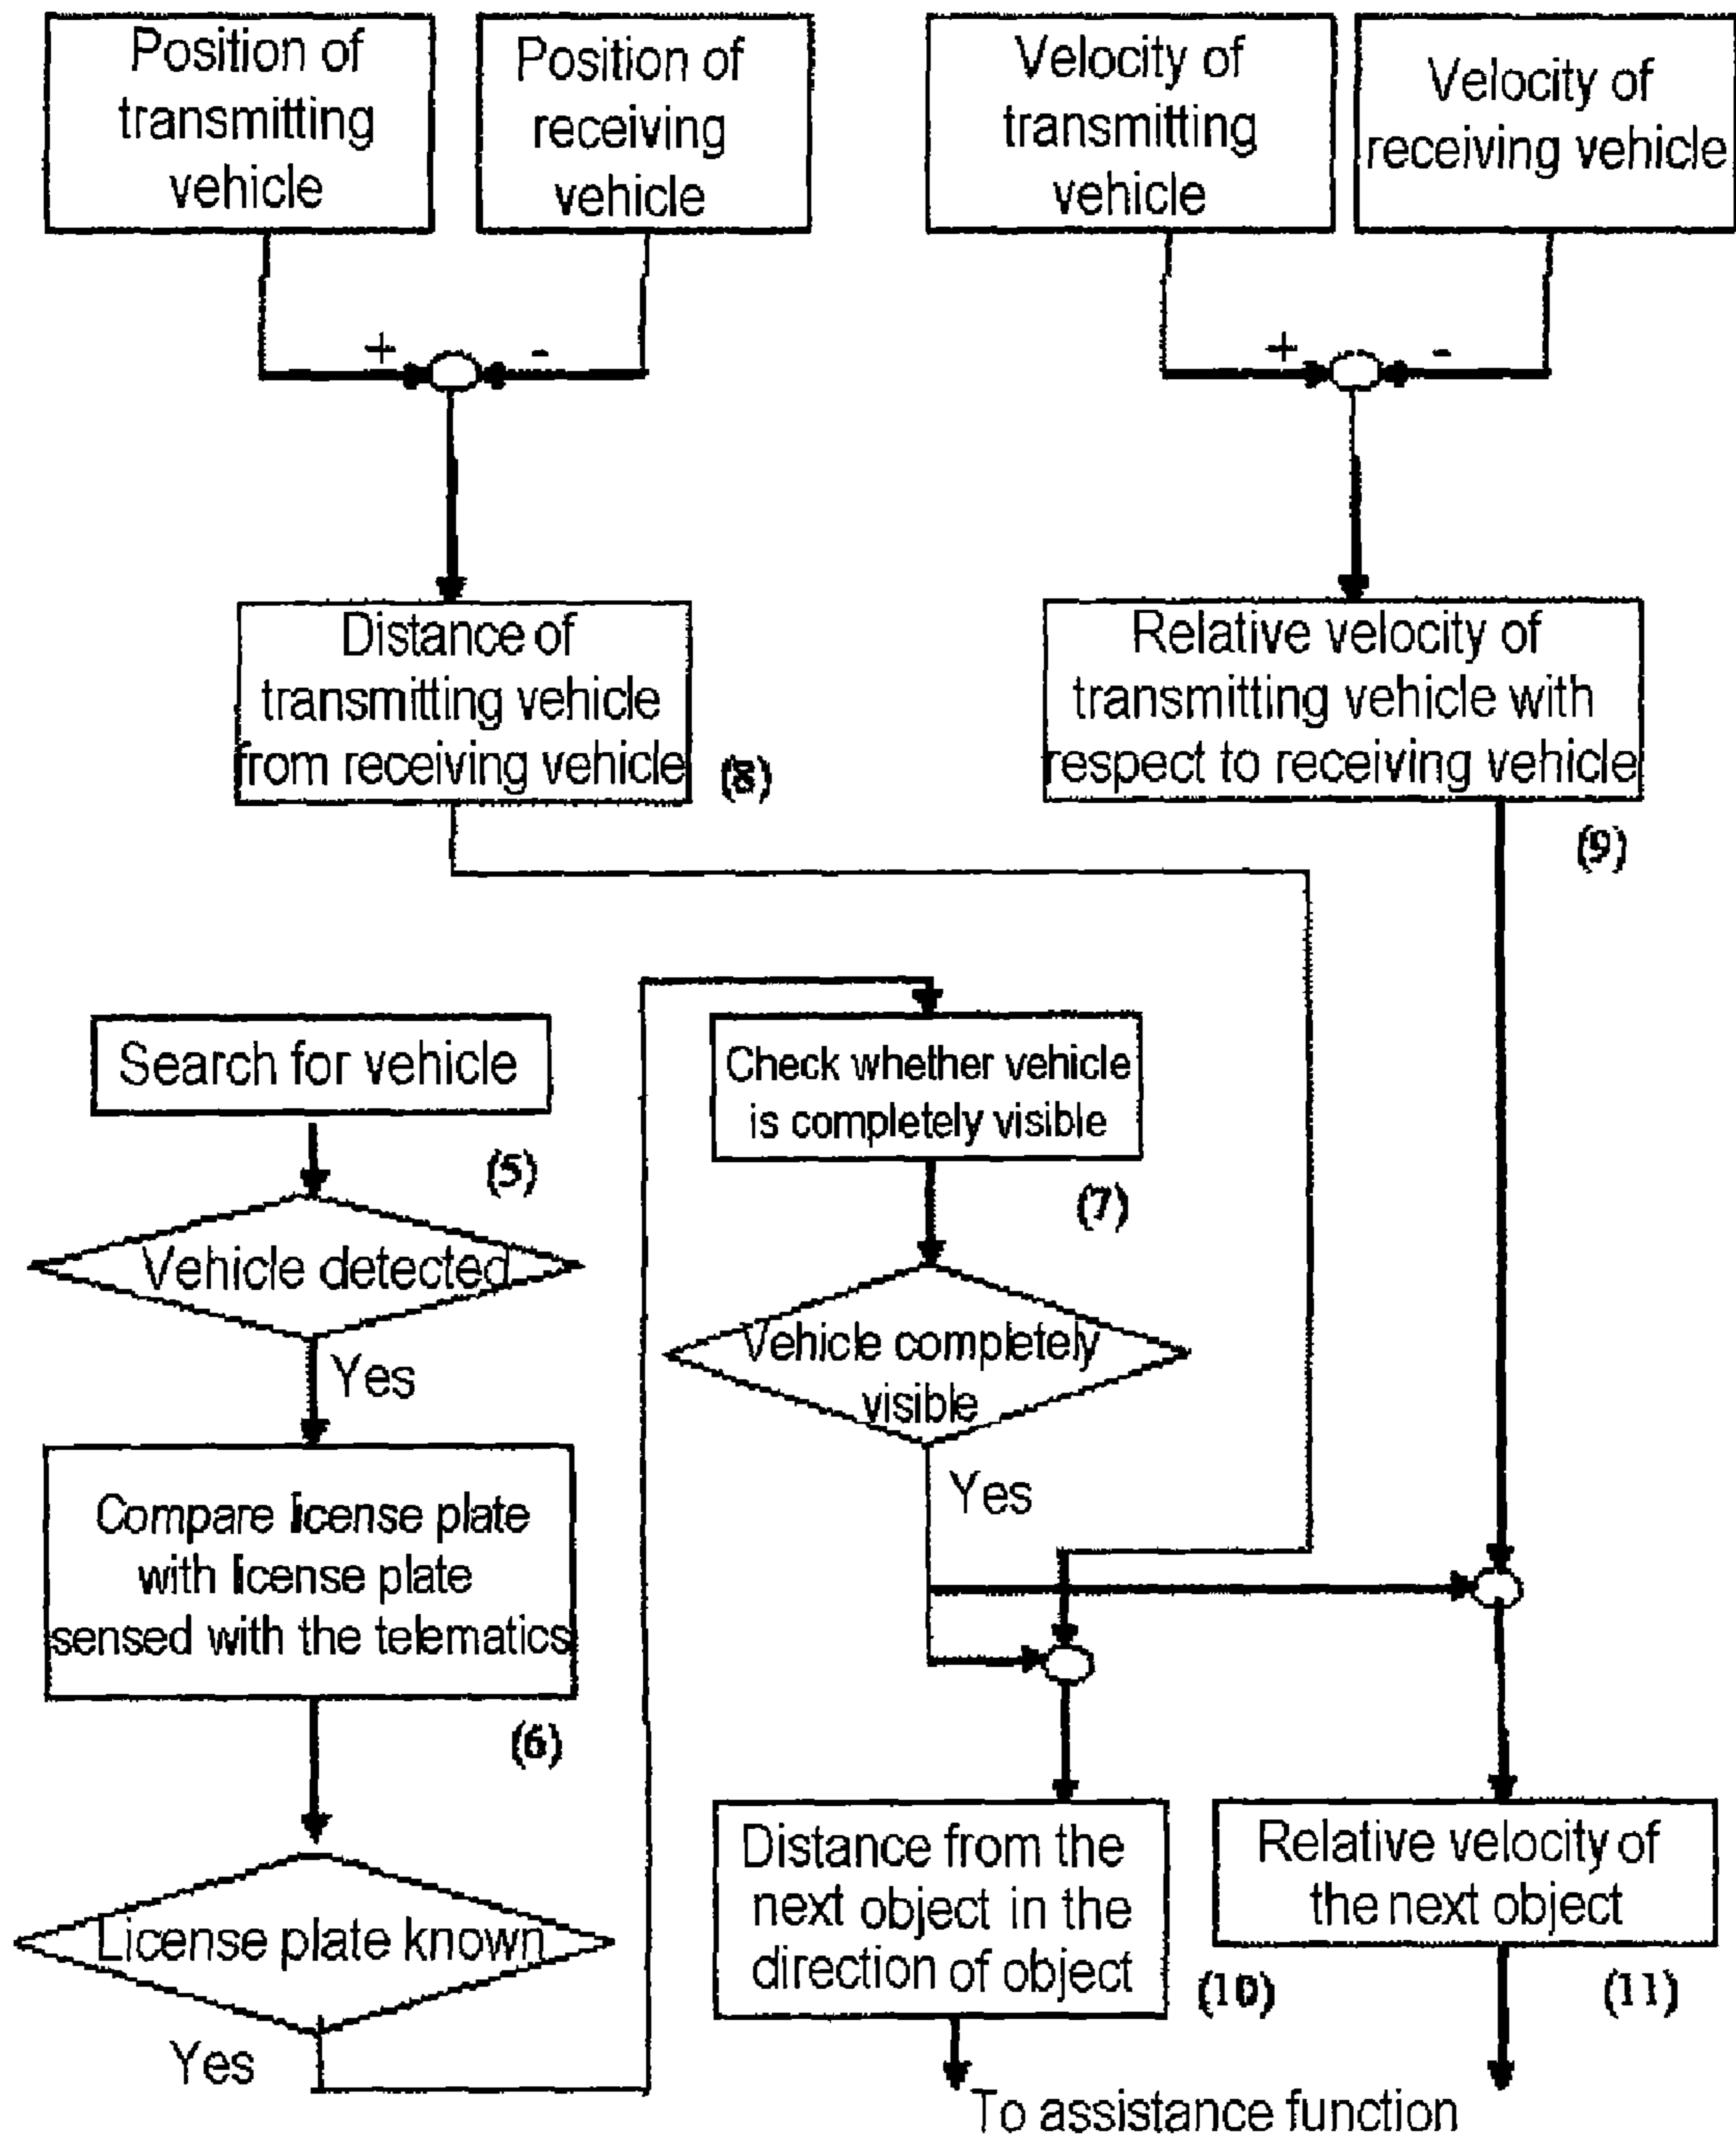 Position of
transmitting
vehicle
Position of
receiving
vehicle
Velocity of
transmitting
vehicle
Velocity of
receiving vehicle
+
-
+
-
Distance of
transmitting vehicle
from receiving vehicle
(8)
Relative velocity of
transmitting vehicle with
respect to receiving vehicle
(9)
Search for vehicle
(5)
Vehicle detected
Yes
Compare license plate
with license plate
sensed with the telematics
(6)
License plate known
Yes
Check whether vehicle
is completely visible
(7)
Vehicle completely
visible
Yes
Distance from the
next object in the
direction of object
(10)
Relative velocity of
the next object
(11)
To assistance function